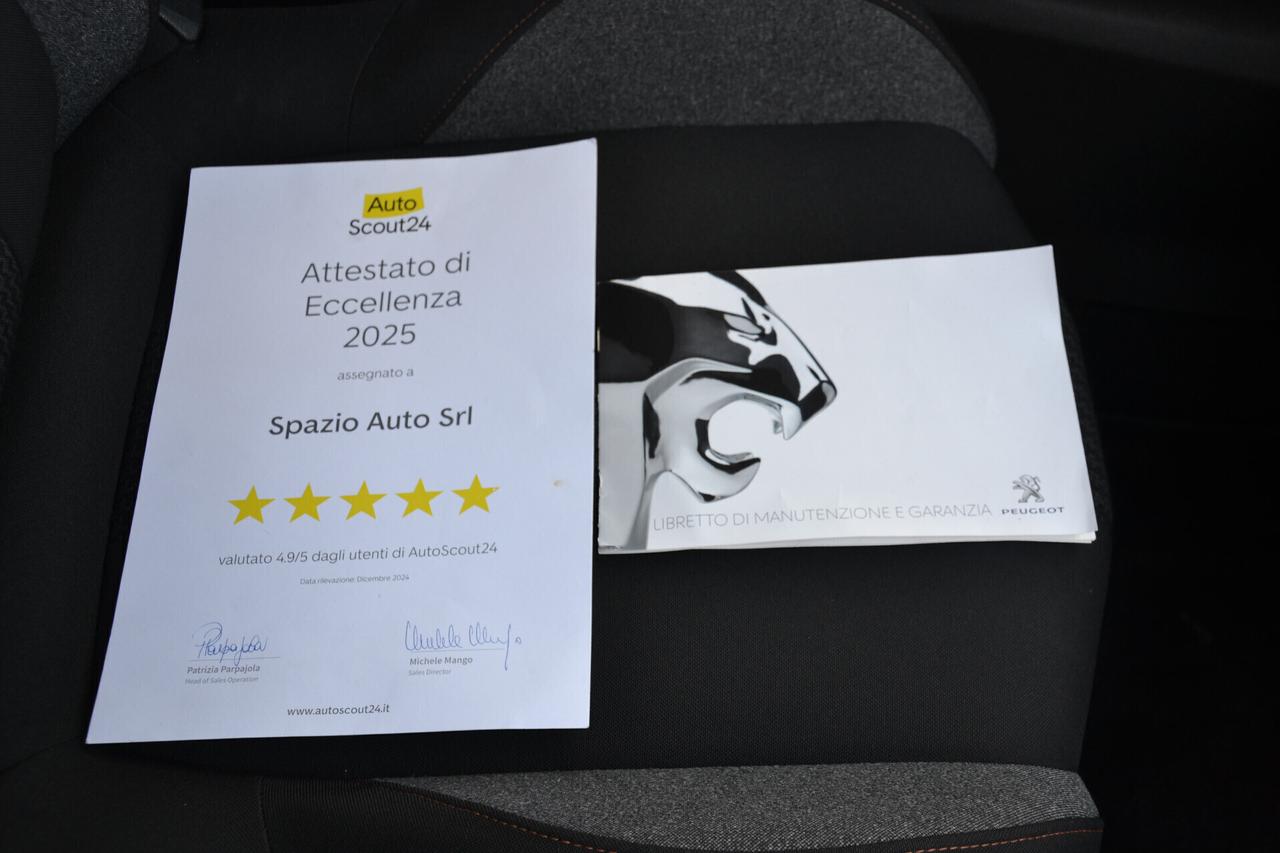 Auto
Scout24
Attestato di
Eccellenza
2025
assegnato a
Spazio Auto Srl
valutato 4.9/5 dagli utenti di AutoScout24
Data rilevazione: Dicembre 2024
Patrizia Parpajola
Head of Sales Operation
Michele Mango
Sales Director
www.autoscout24.it
LIBRETTO DI MANUTENZIONE E GARANZIA
PEUGEOT